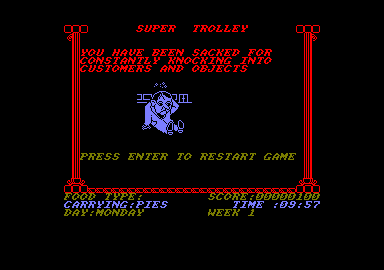 SUPER TROLLEY
YOU HAVE BEEN SACKED FOR
CONSTANTLY KNOCKING INTO
CUSTOMERS AND OBJECTS
PRESS ENTER TO RESTART GAME
FOOD TYPE: SCORE:00000100
CARRYING:PIES TIME :09:57
DAY:MONDAY WEEK 1